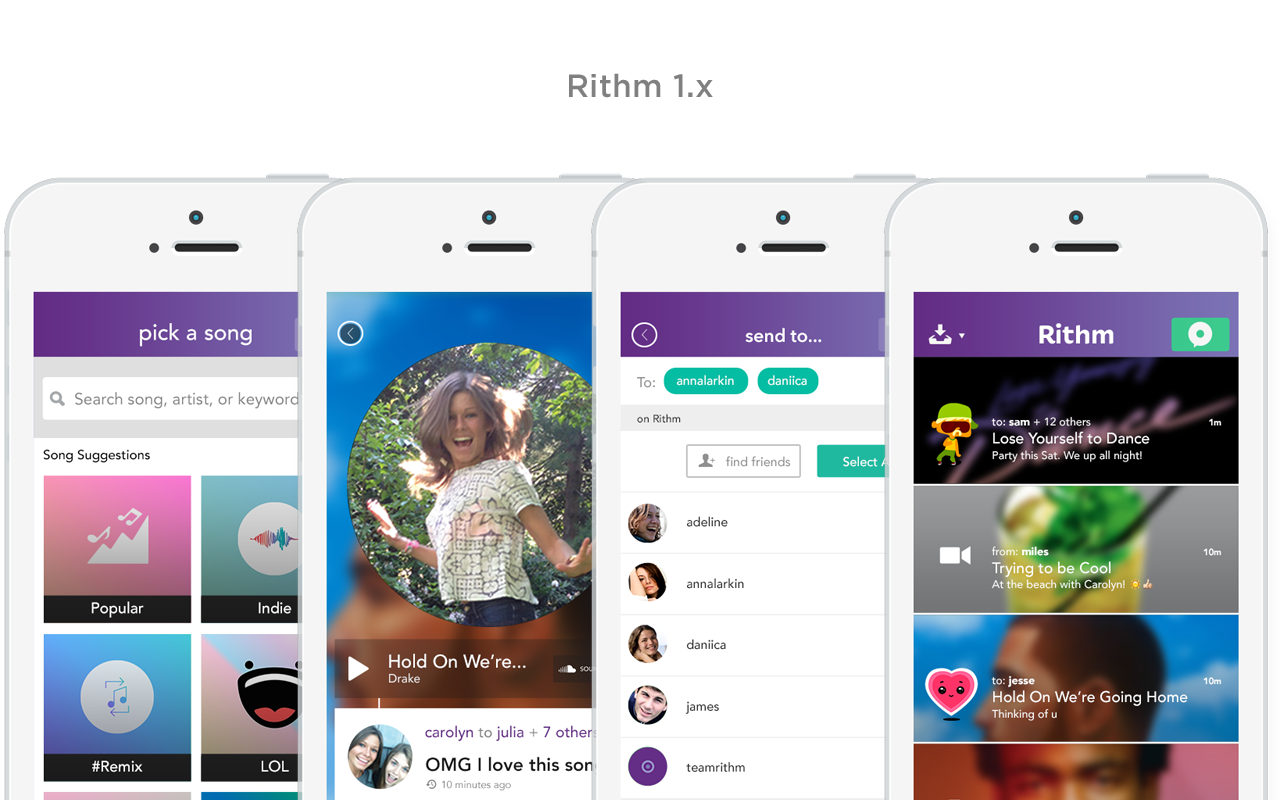 Rithm 1.x
pick a song
Search song, artist, or keyword
Song Suggestions
Popular
Indie
#Remix
LOL
Hold On We're...
Drake
carolyn to julia + 7 others
OMG I love this son
10 minutes ago
send to...
To: annalarkin daniica
on Rithm
find friends
Select A
adeline
annalarkin
daniica
james
teamrithm
Rithm
to: sam + 12 others
1m
Lose Yourself to Dance
Party this Sat. We up all night!
from: miles
10m
Trying to be Cool
At the beach with Carolyn!
to: jesse
10m
Hold On We're Going Home
Thinking of u